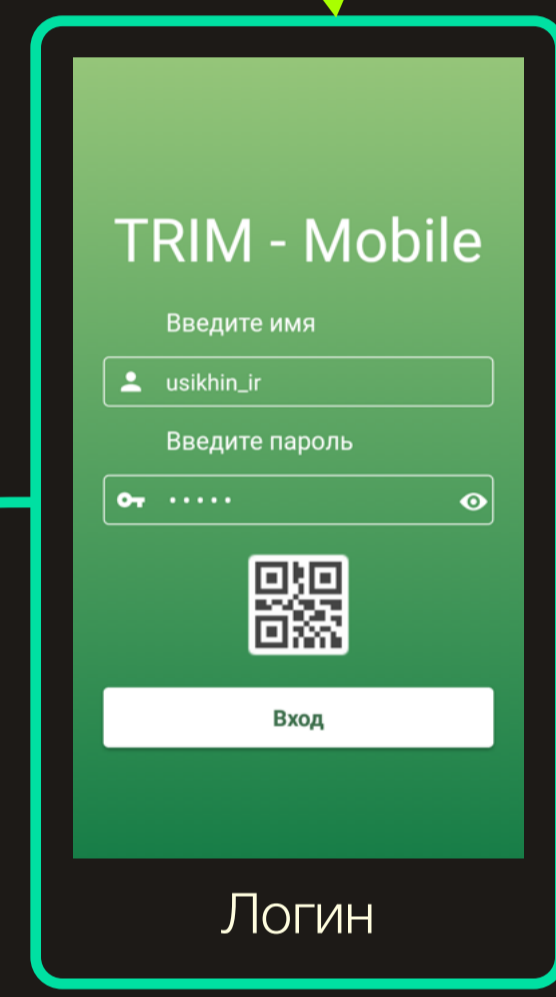 TRIM - Mobile
Введите имя
usikhin_ir
Введите пароль
•••••
Вход
Логин